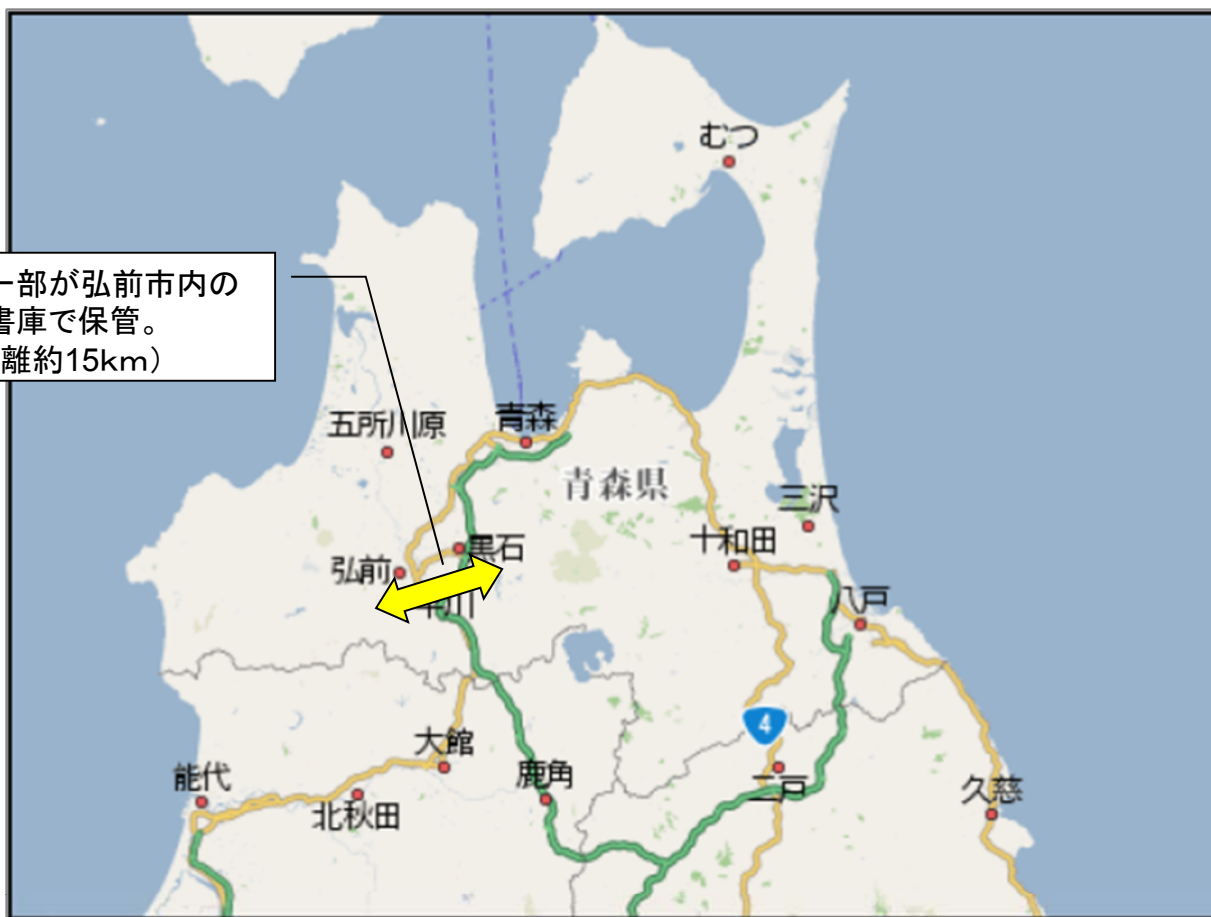 むつ
一部が弘前市内の
書庫で保管。
離約15km）
五所川原
青森
青森県
三沢
黒石
十和田
弘前
平川
八戸
4
大館
能代
鹿角
二戸
久慈
北秋田